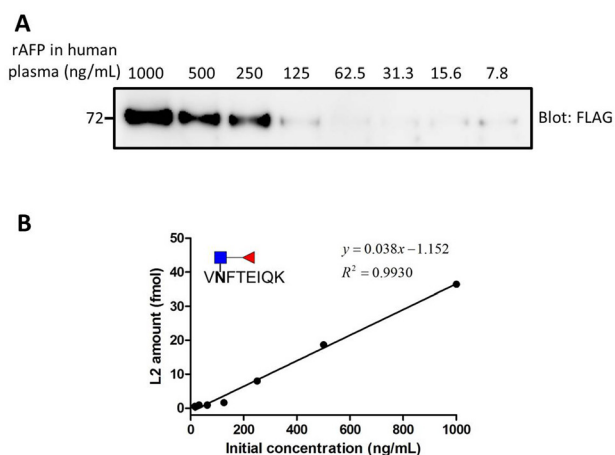 A
rAFP in human
plasma (ng/mL) 1000 500 250 125 62.5 31.3 15.6 7.8
72
Blot: FLAG
B
y = 0.038x − 1.152
R² = 0.9930
VNFTEIQK
L2 amount (fmol)
50
40
30
20
10
0
0 200 400 600 800 1000
Initial concentration (ng/mL)